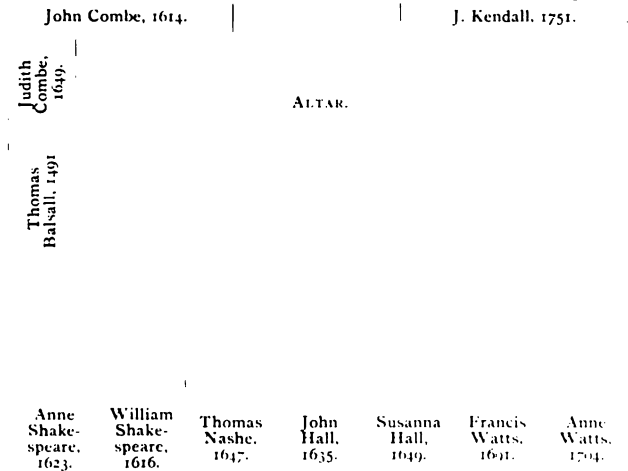 John Combe, 1614.
J. Kendall, 1751.
Judith
Combe,
1649.
ALTAR.
Thomas
Balsall, 1491
Anne
Shake-
speare,
1623.
William
Shake-
speare,
1616.
Thomas
Nashe,
1647.
John
Hall,
1635.
Susanna
Hall,
1649.
Francis
Watts,
1691.
Anne
Watts,
1704.